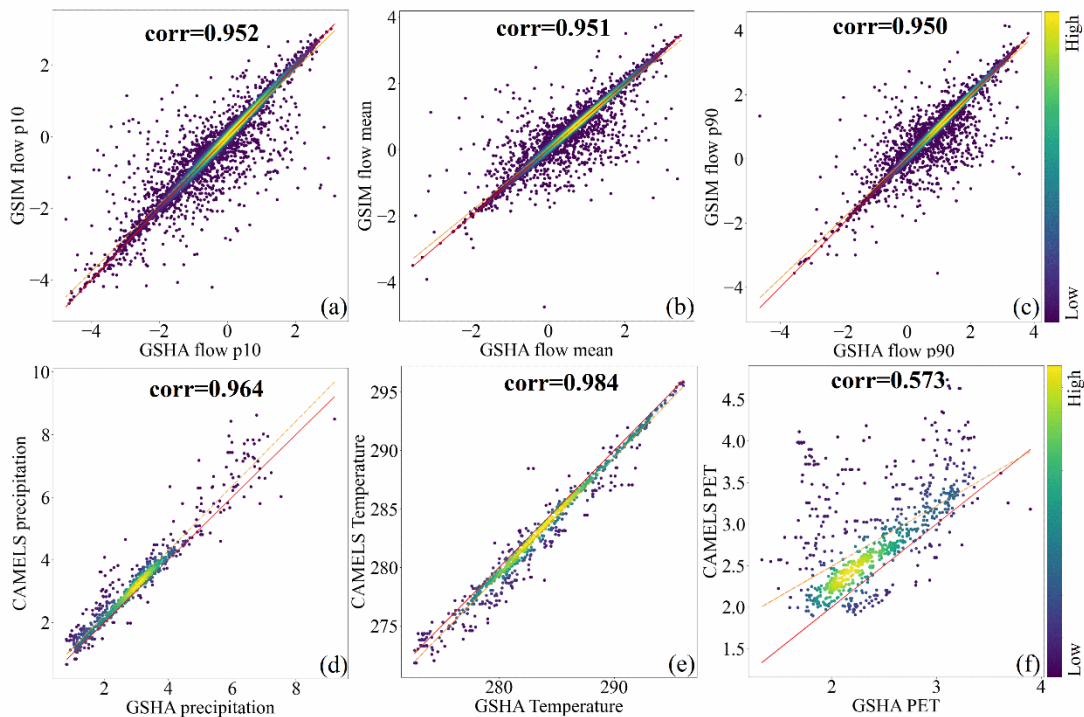 corr=0.952
GSIM flow p10
2
0
−2
−4
−4
−2
0
2
GSHA flow p10
(a)
corr=0.951
GSIM flow mean
4
2
0
−2
−4
−2
0
2
GSHA flow mean
(b)
corr=0.950
GSIM flow p90
4
2
0
−2
−4
−4
−2
0
2
4
GSHA flow p90
(c)
High
Low
corr=0.964
CAMELS precipitation
10
8
6
4
2
2
4
6
8
GSHA precipitation
(d)
corr=0.984
CAMELS Temperature
295
290
285
280
275
280
290
GSHA Temperature
(e)
corr=0.573
CAMELS PET
4.5
4.0
3.5
3.0
2.5
2.0
1.5
2
3
4
GSHA PET
(f)
High
Low